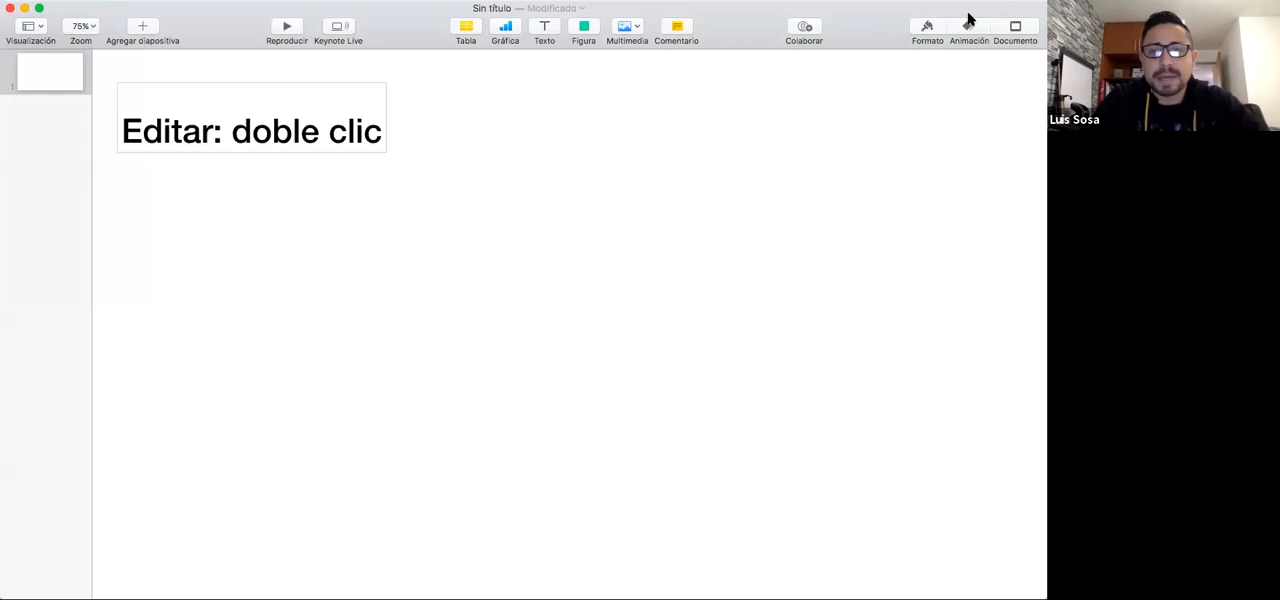 Sin título — Modificado
75%
Visualización Zoom Agregar diapositiva Reproducir Keynote Live Tabla Gráfica Texto Figura Multimedia Comentario Colaborar Formato Animación Documento
1
Editar: doble clic
Luis Sosa